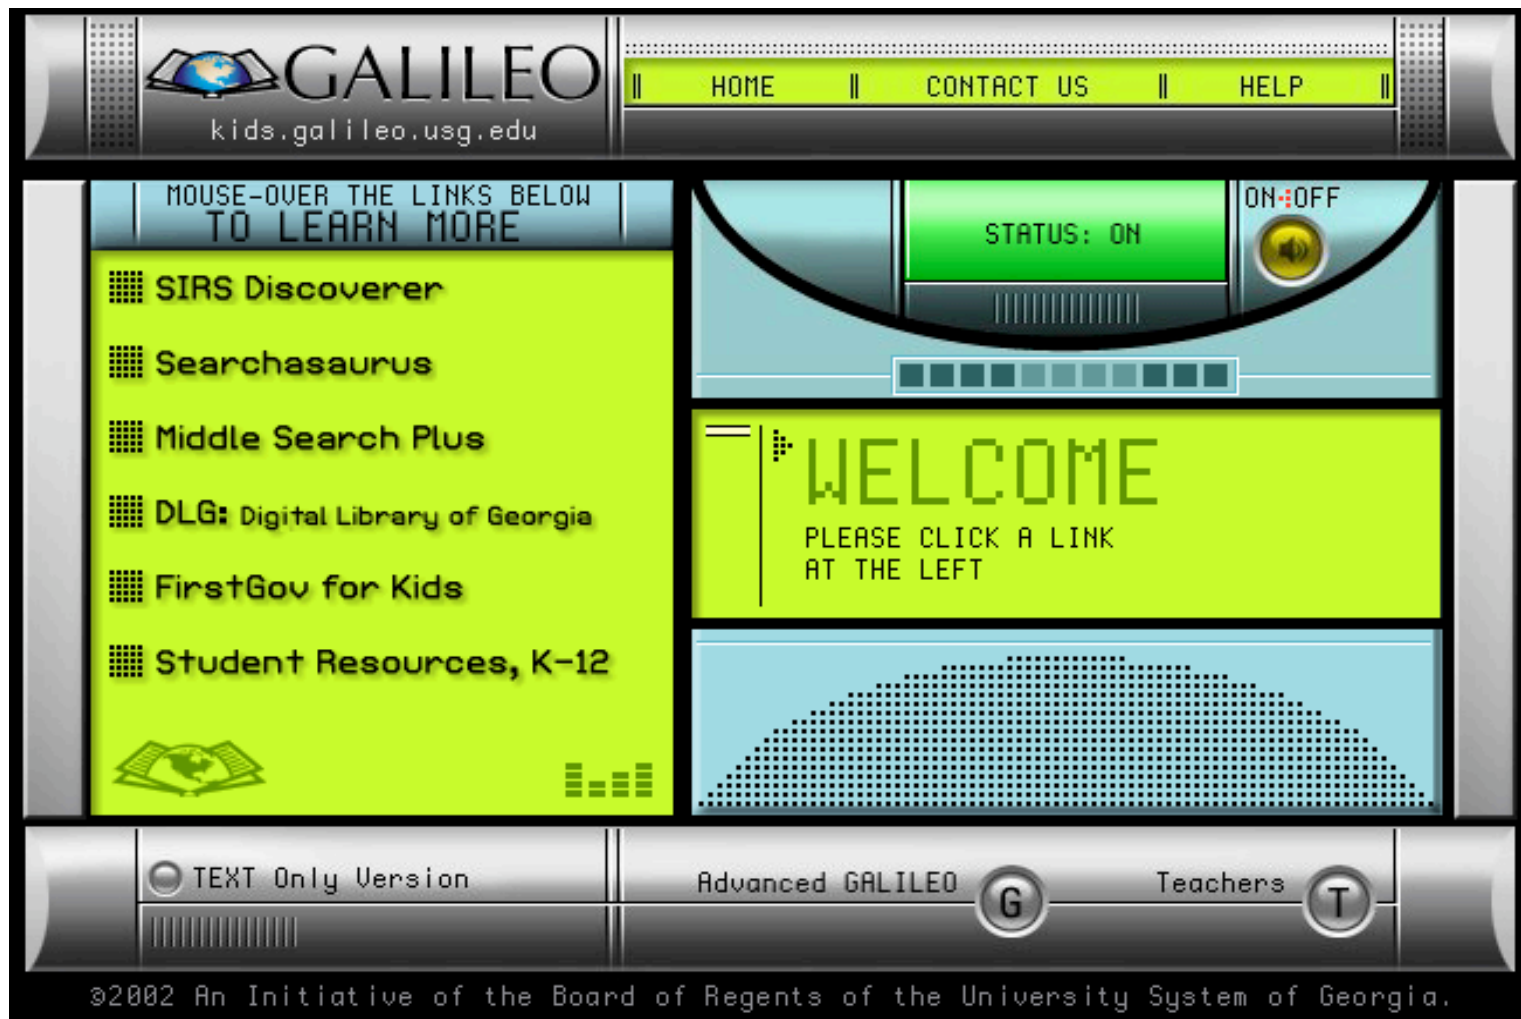 GALILEO
kids.galileo.usg.edu
HOME
CONTACT US
HELP
MOUSE-OVER THE LINKS BELOW
TO LEARN MORE
SIRS Discoverer
Searchasaurus
Middle Search Plus
DLG: Digital Library of Georgia
FirstGov for Kids
Student Resources, K-12
STATUS: ON
ON OFF
WELCOME
PLEASE CLICK A LINK
AT THE LEFT
TEXT Only Version
Advanced GALILEO
G
Teachers
T
©2002 An Initiative of the Board of Regents of the University System of Georgia.